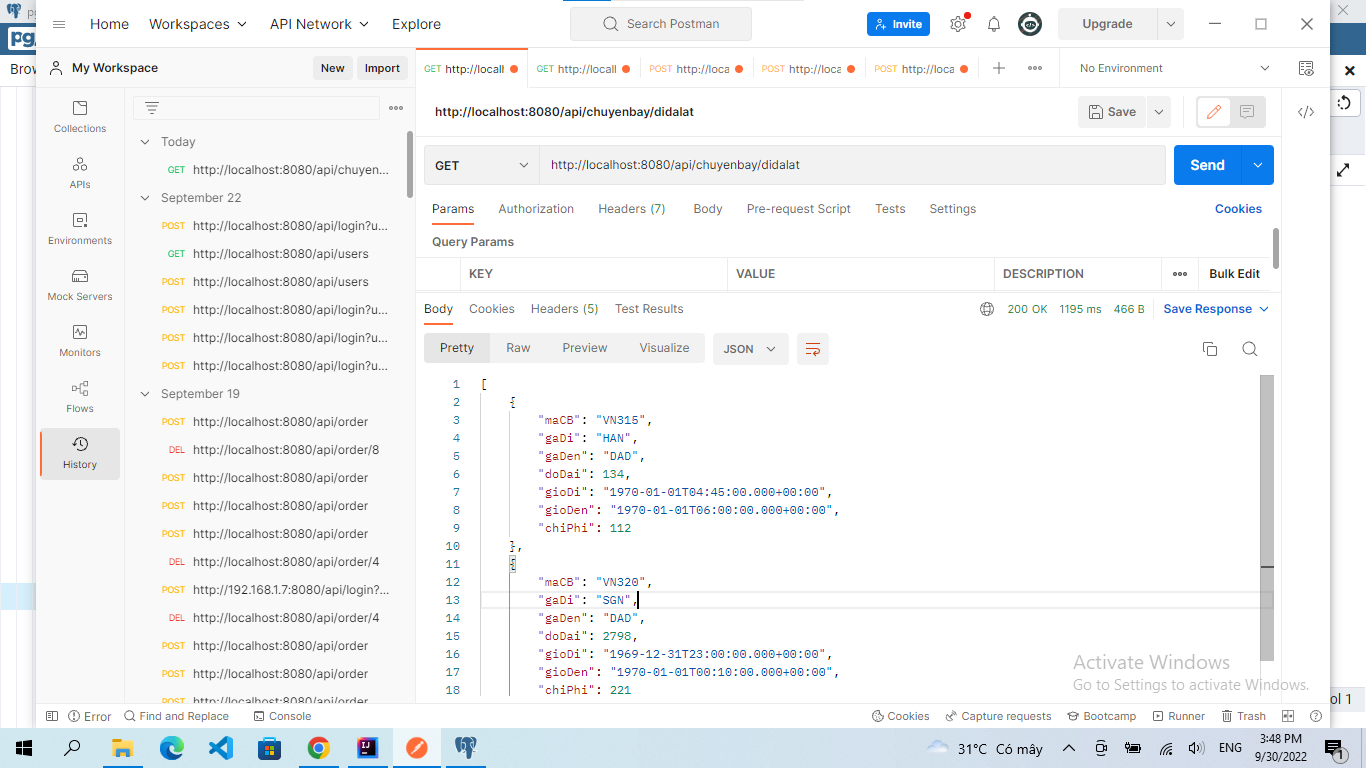 Home Workspaces API Network Explore Search Postman Invite Upgrade
pg
Brow
My Workspace New Import GET http://locall GET http://locall POST http://loca POST http://loca POST http://loca No Environment
Collections
APIs
Environments
Mock Servers
Monitors
Flows
History
Today
GET http://localhost:8080/api/chuyen...
September 22
POST http://localhost:8080/api/login?u...
GET http://localhost:8080/api/users
POST http://localhost:8080/api/users
POST http://localhost:8080/api/login?u...
POST http://localhost:8080/api/login?u...
POST http://localhost:8080/api/login?u...
September 19
POST http://localhost:8080/api/order
DEL http://localhost:8080/api/order/8
POST http://localhost:8080/api/order
POST http://localhost:8080/api/order
POST http://localhost:8080/api/order
DEL http://localhost:8080/api/order/4
POST http://192.168.1.7:8080/api/login?...
DEL http://localhost:8080/api/order/4
POST http://localhost:8080/api/order
POST http://localhost:8080/api/order
POST http://localhost:8080/api/order
http://localhost:8080/api/chuyenbay/didalat Save
GET http://localhost:8080/api/chuyenbay/didalat Send
Params Authorization Headers (7) Body Pre-request Script Tests Settings Cookies
Query Params
KEY VALUE DESCRIPTION Bulk Edit
Body Cookies Headers (5) Test Results 200 OK 1195 ms 466 B Save Response
Pretty Raw Preview Visualize JSON
1 [
2 {
3 "maCB": "VN315",
4 "gaDi": "HAN",
5 "gaDen": "DAD",
6 "doDai": 134,
7 "gioDi": "1970-01-01T04:45:00.000+00:00",
8 "gioDen": "1970-01-01T06:00:00.000+00:00",
9 "chiPhi": 112
10 },
11 {
12 "maCB": "VN320",
13 "gaDi": "SGN",
14 "gaDen": "DAD",
15 "doDai": 2798,
16 "gioDi": "1969-12-31T23:00:00.000+00:00",
17 "gioDen": "1970-01-01T00:10:00.000+00:00",
18 "chiPhi": 221
Activate Windows
Go to Settings to activate Windows.
ol 1
Error Find and Replace Console Cookies Capture requests Bootcamp Runner Trash
31°C Có mây ENG 3:48 PM
9/30/2022 1